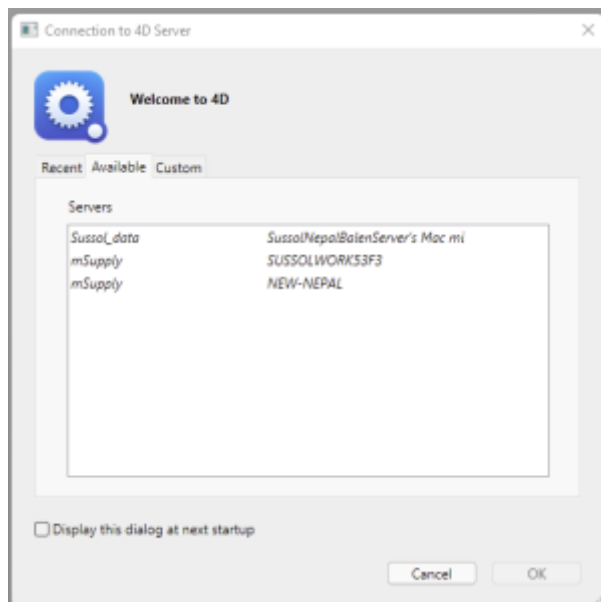 Connection to 4D Server
Welcome to 4D
Recent Available Custom
Servers
Sussol_data SussolNepalBalenServer's Mac mi
mSupply SUSSOLWORK53F3
mSupply NEW-NEPAL
Display this dialog at next startup
Cancel OK